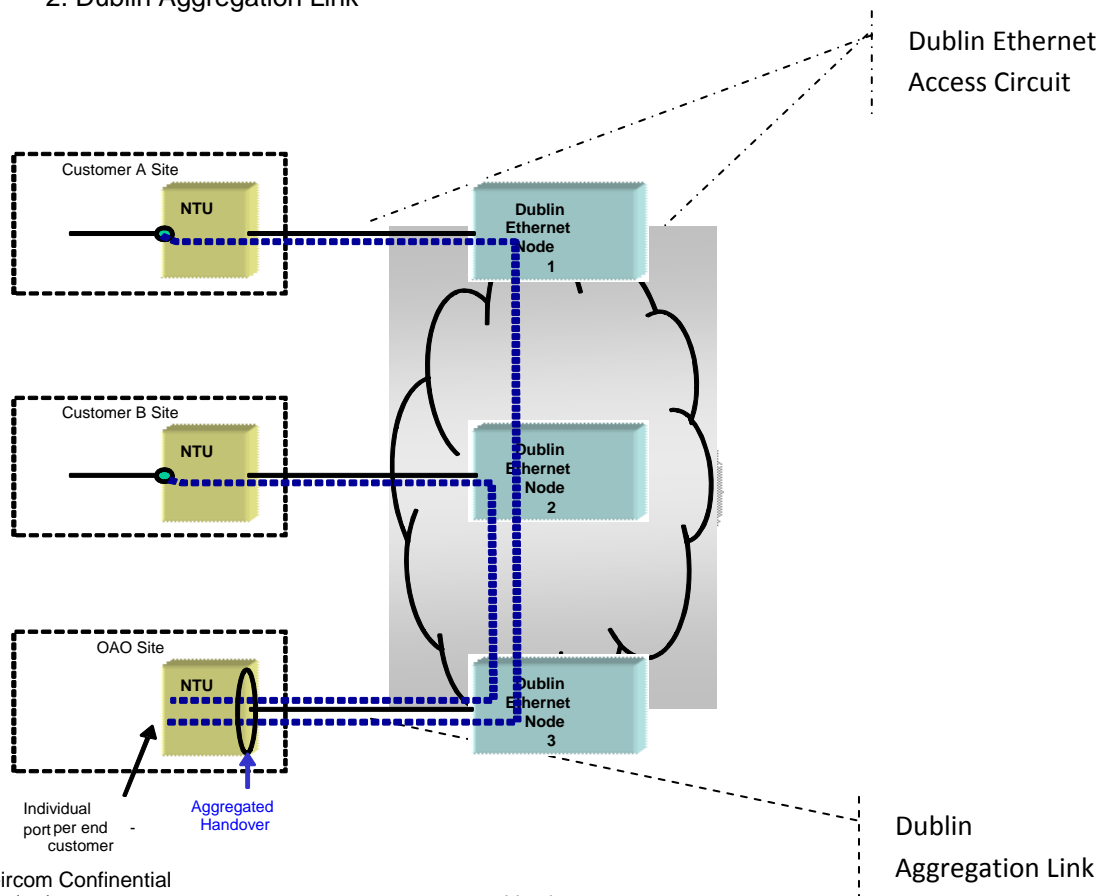 2. Dublin Aggregation Link
Dublin Ethernet
Access Circuit
Customer A Site
NTU
Dublin
Ethernet
Node
1
Customer B Site
NTU
Dublin
Ethernet
Node
2
OAO Site
NTU
Dublin
Ethernet
Node
3
Individual
port per end -
customer
Aggregated
Handover
Dublin
Aggregation Link
ircom Confinential